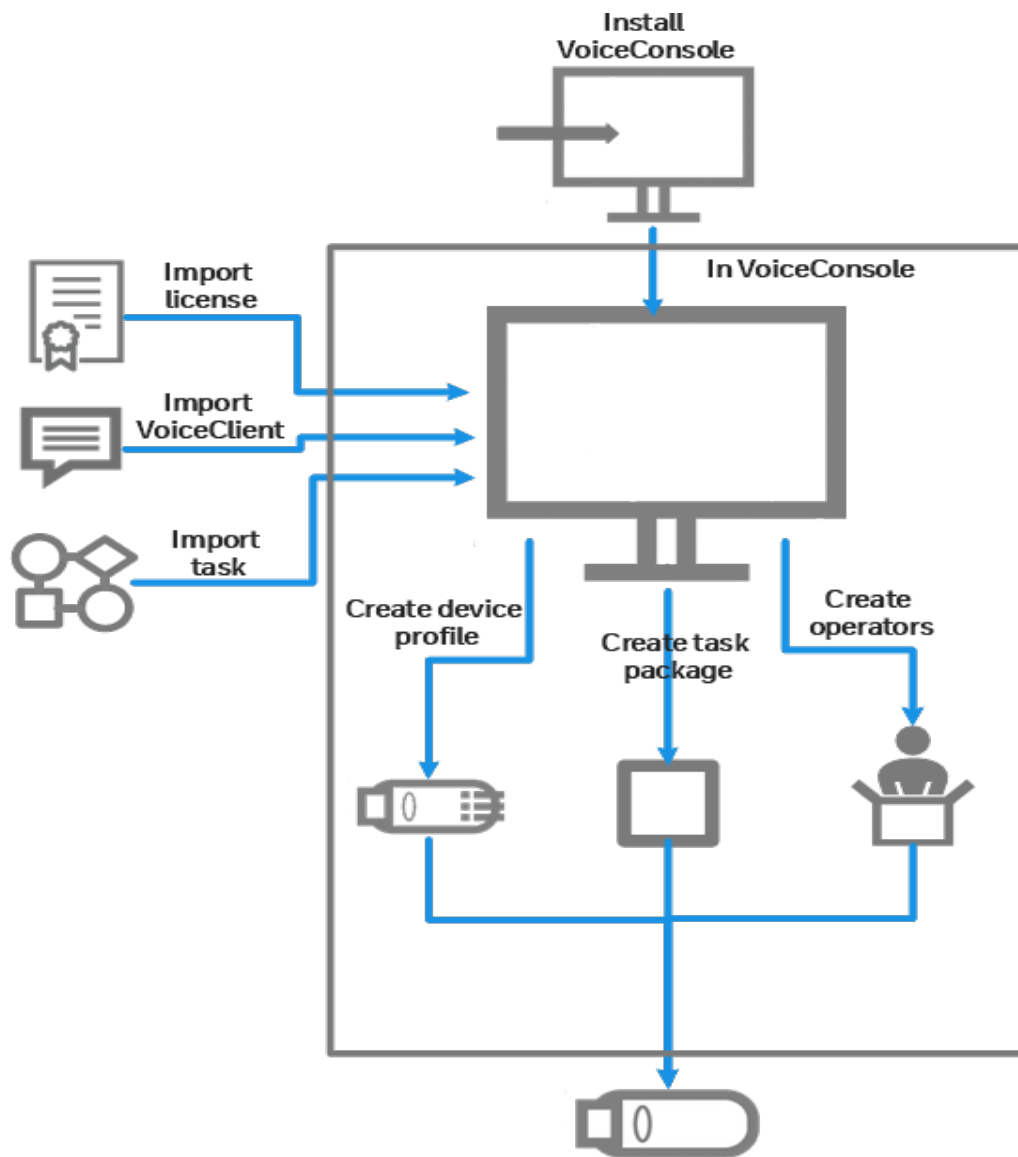 Install
VoiceConsole
In VoiceConsole
Import
license
Import
VoiceClient
Import
task
Create device
profile
Create task
package
Create
operators